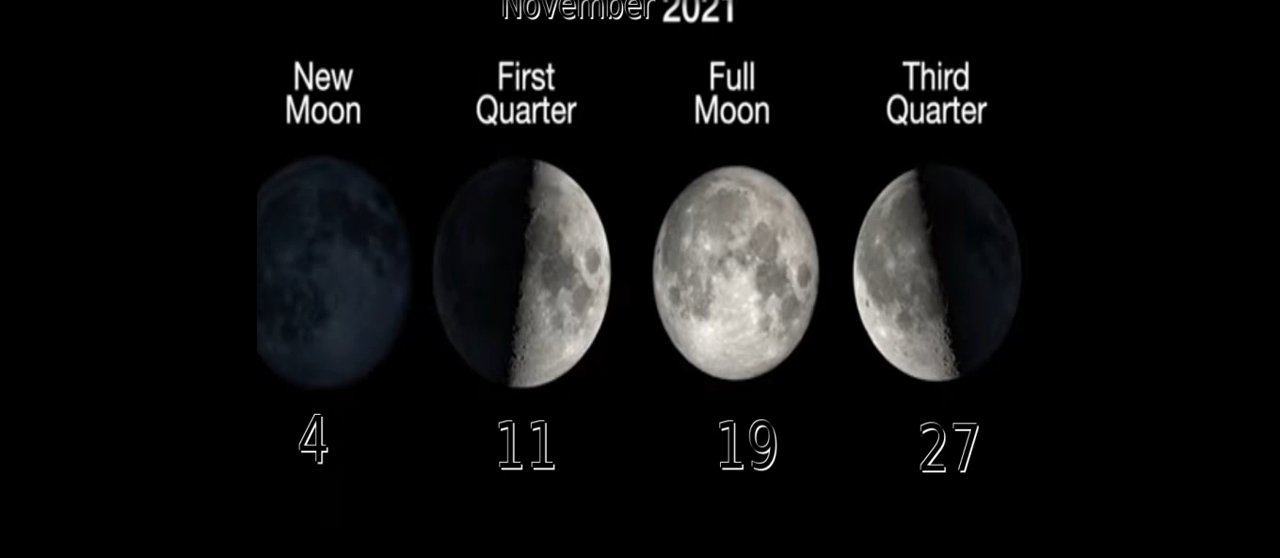 November 2021
New Moon
First Quarter
Full Moon
Third Quarter
4
11
19
27